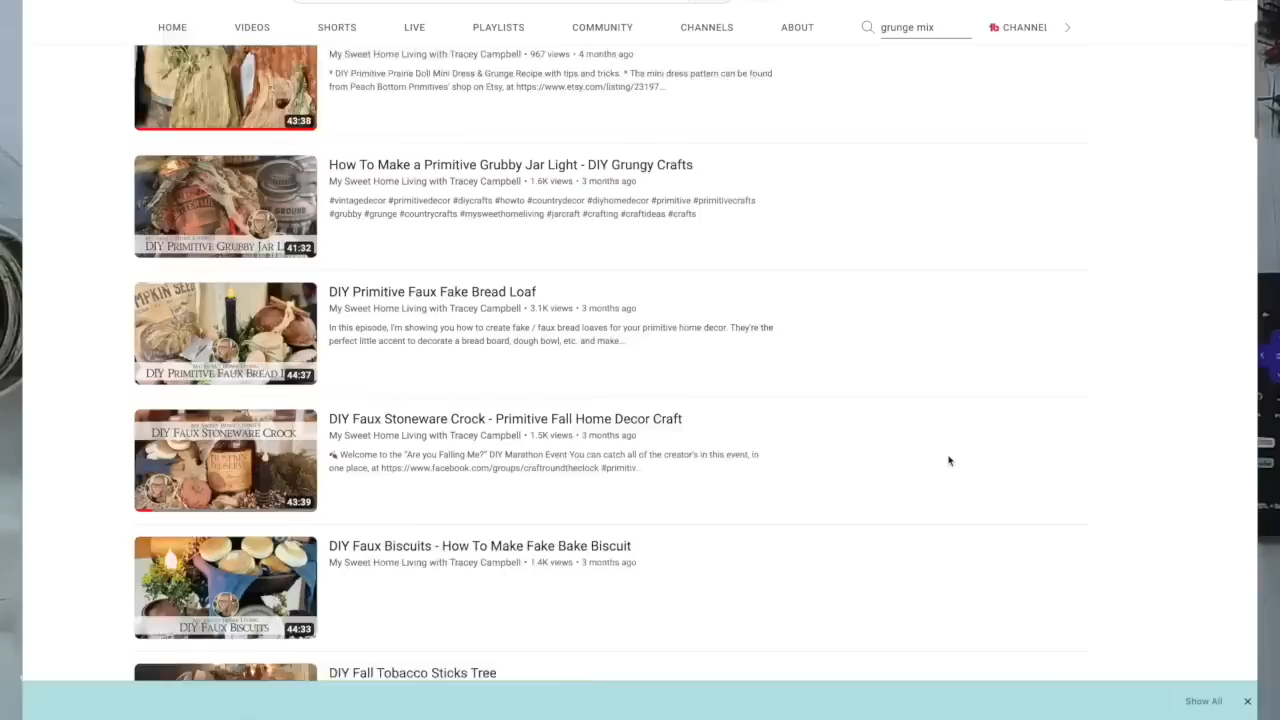 HOME VIDEOS SHORTS LIVE PLAYLISTS COMMUNITY CHANNELS ABOUT grunge mix CHANNEL
My Sweet Home Living with Tracey Campbell • 967 views • 4 months ago
* DIY Primitive Prairie Doll Mini Dress & Grunge Recipe with tips and tricks. * The mini dress pattern can be found
from Peach Bottom Primitives' shop on Etsy, at https://www.etsy.com/listing/23197...
43:38
How To Make a Primitive Grubby Jar Light - DIY Grungy Crafts
My Sweet Home Living with Tracey Campbell • 1.6K views • 3 months ago
#vintagedecor #primitivedecor #diycrafts #howto #countrydecor #diyhomedecor #primitive #primitivecrafts
#grubby #grunge #countrycrafts #mysweethomeliving #jarcraft #crafting #craftideas #crafts
DIY PRIMITIVE GRUBBY JAR L
41:32
DIY Primitive Faux Fake Bread Loaf
My Sweet Home Living with Tracey Campbell • 3.1K views • 3 months ago
In this episode, I'm showing you how to create fake / faux bread loaves for your primitive home decor. They're the
perfect little accent to decorate a bread board, dough bowl, etc. and make...
MY SWEET HOME LIVING
DIY PRIMITIVE FAUX BREAD
44:37
DIY Faux Stoneware Crock - Primitive Fall Home Decor Craft
My Sweet Home Living with Tracey Campbell • 1.5K views • 3 months ago
🍂 Welcome to the "Are you Falling Me?" DIY Marathon Event You can catch all of the creator's in this event, in
one place, at https://www.facebook.com/groups/craftroundtheclock #primitiv...
MY SWEET HOME LIVING
DIY FAUX STONEWARE CROCK
43:39
DIY Faux Biscuits - How To Make Fake Bake Biscuit
My Sweet Home Living with Tracey Campbell • 1.4K views • 3 months ago
MY SWEET HOME LIVING
DIY FAUX BISCUITS
44:33
DIY Fall Tobacco Sticks Tree
Show All